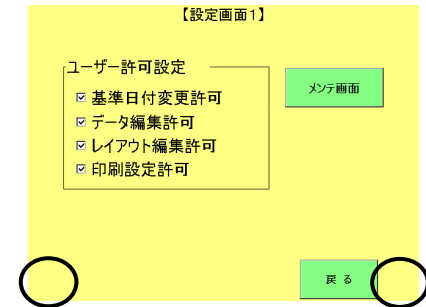 【設定画面1】
ユーザー許可設定
基準日付変更許可
データ編集許可
レイアウト編集許可
印刷設定許可
メンテ画面
戻る